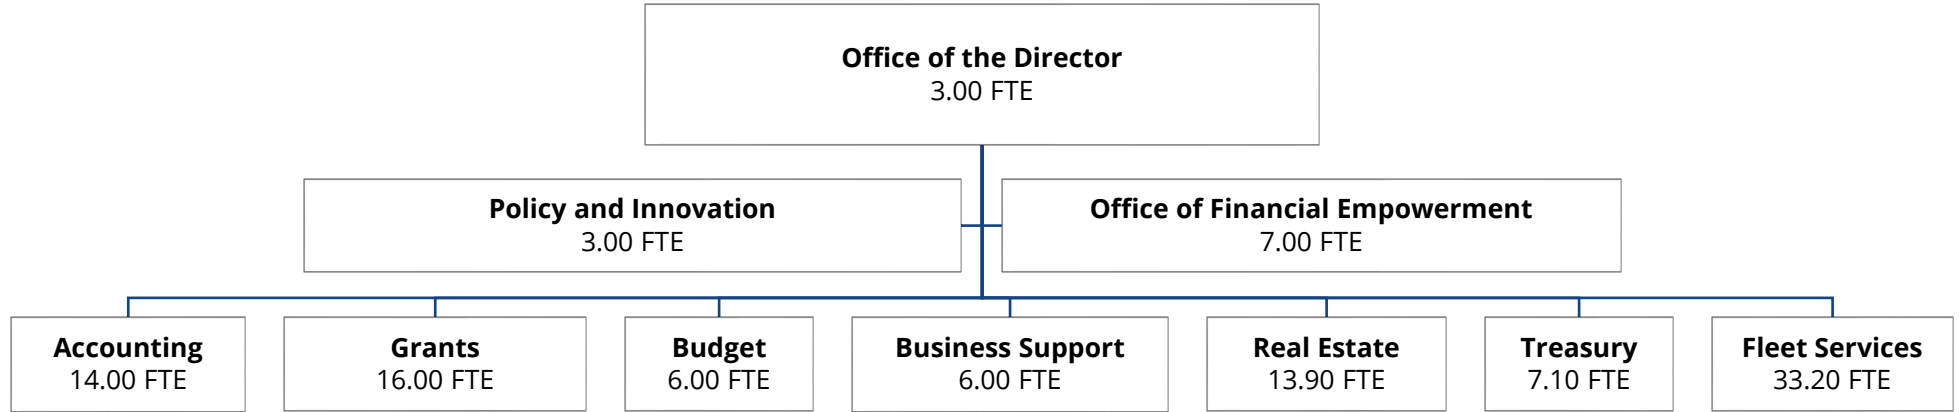 Office of the Director
3.00 FTE
Policy and Innovation
3.00 FTE
Office of Financial Empowerment
7.00 FTE
Accounting
14.00 FTE
Grants
16.00 FTE
Budget
6.00 FTE
Business Support
6.00 FTE
Real Estate
13.90 FTE
Treasury
7.10 FTE
Fleet Services
33.20 FTE